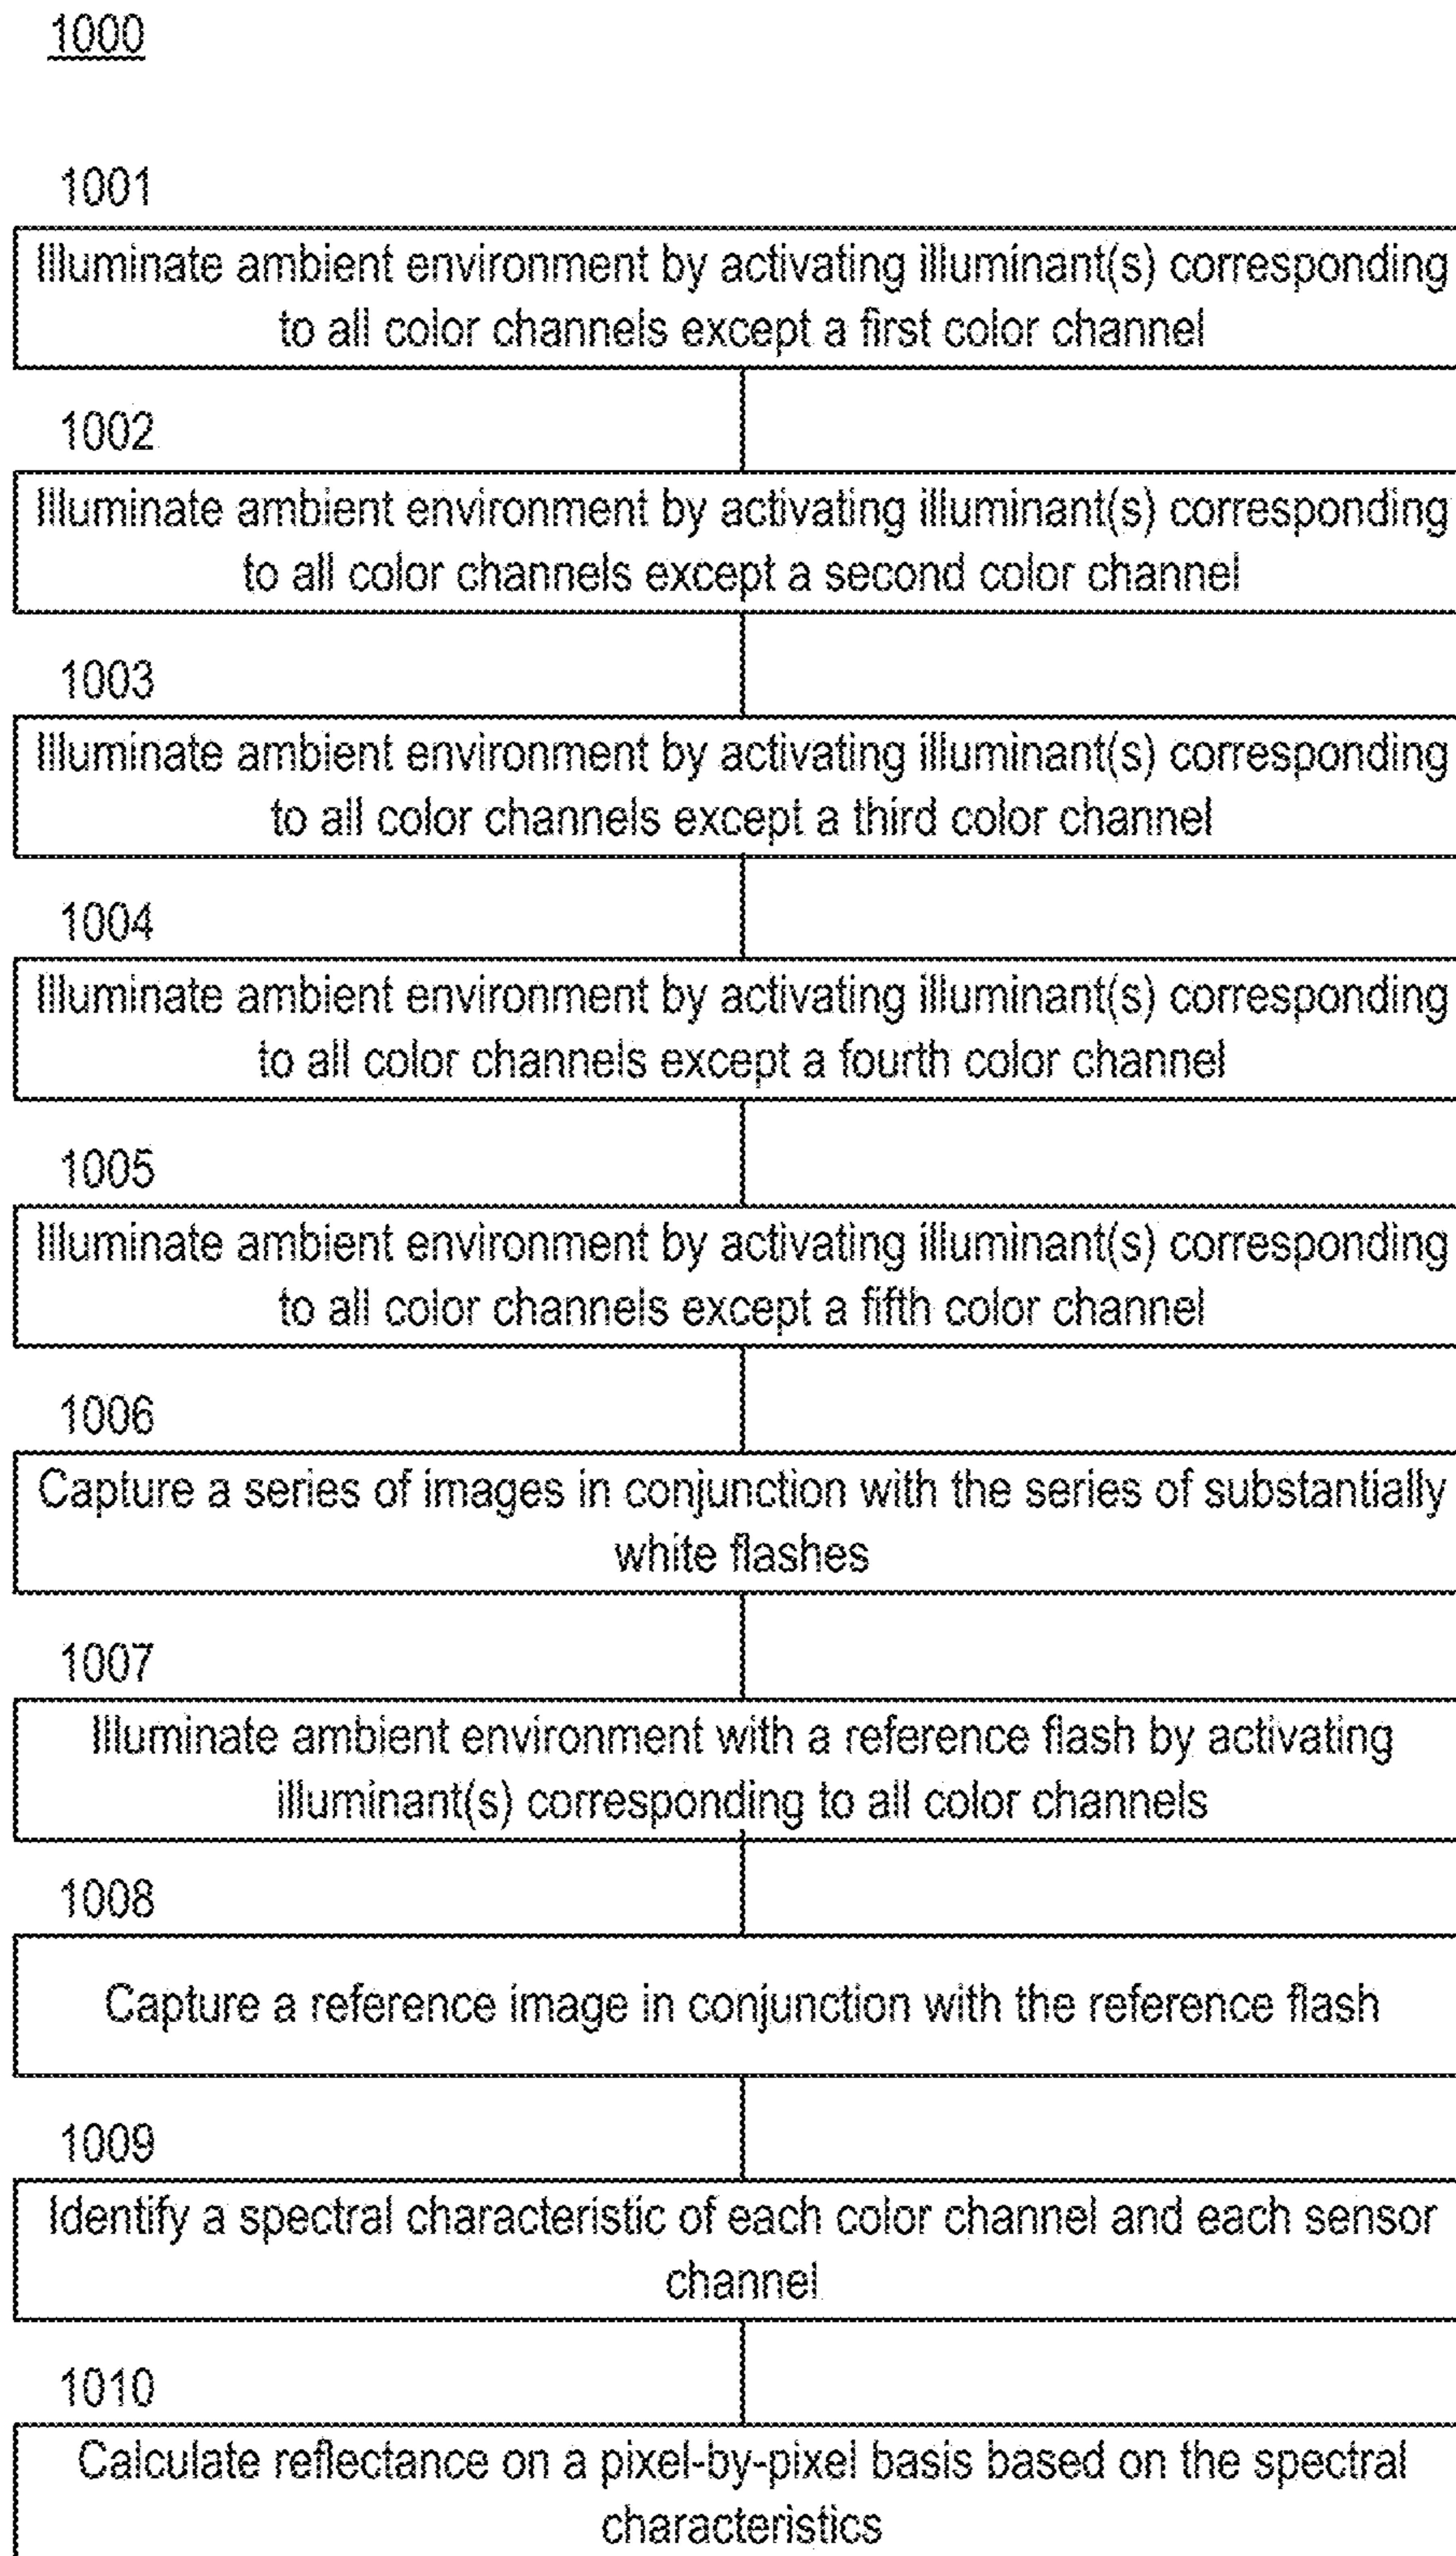 1000
1001
Illuminate ambient environment by activating illuminant(s) corresponding
to all color channels except a first color channel
1002
Illuminate ambient environment by activating illuminant(s) corresponding
to all color channels except a second color channel
1003
Illuminate ambient environment by activating illuminant(s) corresponding
to all color channels except a third color channel
1004
Illuminate ambient environment by activating illuminant(s) corresponding
to all color channels except a fourth color channel
1005
Illuminate ambient environment by activating illuminant(s) corresponding
to all color channels except a fifth color channel
1006
Capture a series of images in conjunction with the series of substantially
white flashes
1007
Illuminate ambient environment with a reference flash by activating
illuminant(s) corresponding to all color channels
1008
Capture a reference image in conjunction with the reference flash
1009
Identify a spectral characteristic of each color channel and each sensor
channel
1010
Calculate reflectance on a pixel-by-pixel basis based on the spectral
characteristics